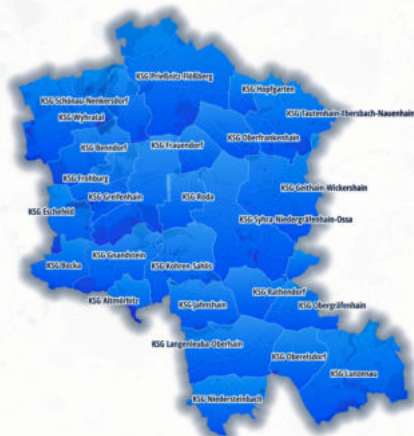 KSG Prießnitz-Flößberg
KSG Hopfgarten
KSG Schönau-Nenkersdorf
KSG Tautenhain-Ebersbach-Nauenhain
KSG Wyhratal
KSG Oberfrankenhain
KSG Benndorf
KSG Frauendorf
KSG Frohburg
KSG Geithain-Wickershain
KSG Greifenhain
KSG Roda
KSG Eschefeld
KSG Syhra-Niedergräfenhain-Ossa
KSG Gnandstein
KSG Bocka
KSG Kohren-Sahlis
KSG Rathendorf
KSG Altmörbitz
KSG Jahnshain
KSG Obergräfenhain
KSG Langenleuba-Oberhain
KSG Oberelsdorf
KSG Lunzenau
KSG Niedersteinbach